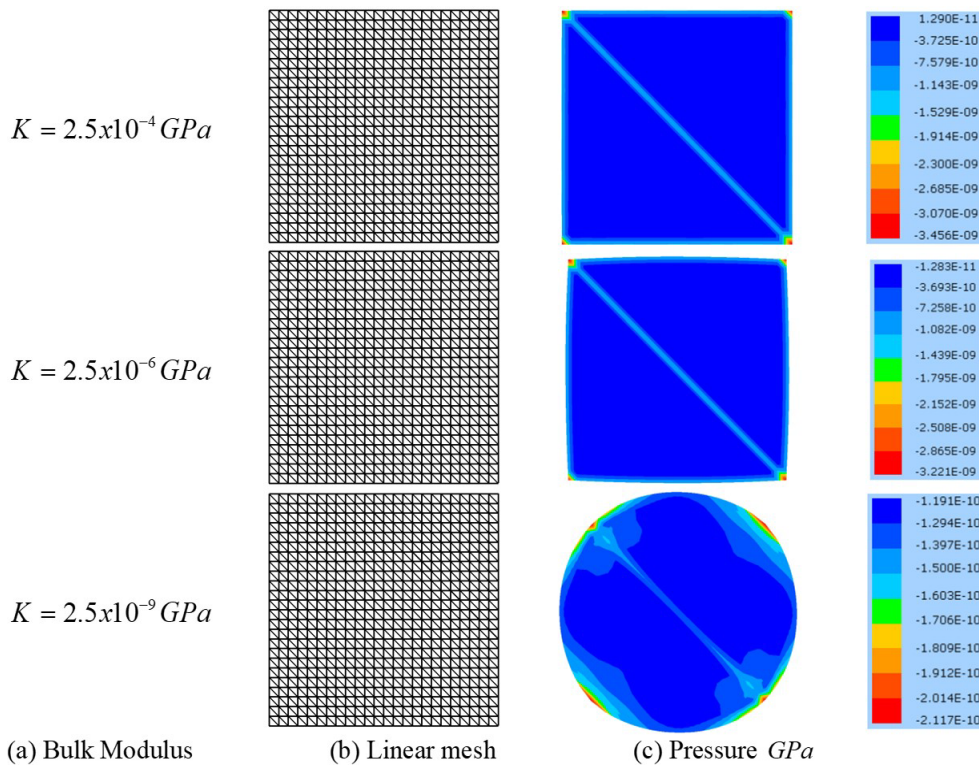 1.290E-11
-3.725E-10
-7.579E-10
-1.143E-09
-1.529E-09
-1.914E-09
-2.300E-09
-2.685E-09
-3.070E-09
-3.456E-09
K = 2.5x10⁻⁴ GPa
-1.283E-11
-3.693E-10
-7.258E-10
-1.082E-09
-1.439E-09
-1.795E-09
-2.152E-09
-2.508E-09
-2.865E-09
-3.221E-09
K = 2.5x10⁻⁶ GPa
-1.191E-10
-1.294E-10
-1.397E-10
-1.500E-10
-1.603E-10
-1.706E-10
-1.809E-10
-1.912E-10
-2.014E-10
-2.117E-10
K = 2.5x10⁻⁹ GPa
(a) Bulk Modulus (b) Linear mesh (c) Pressure GPa